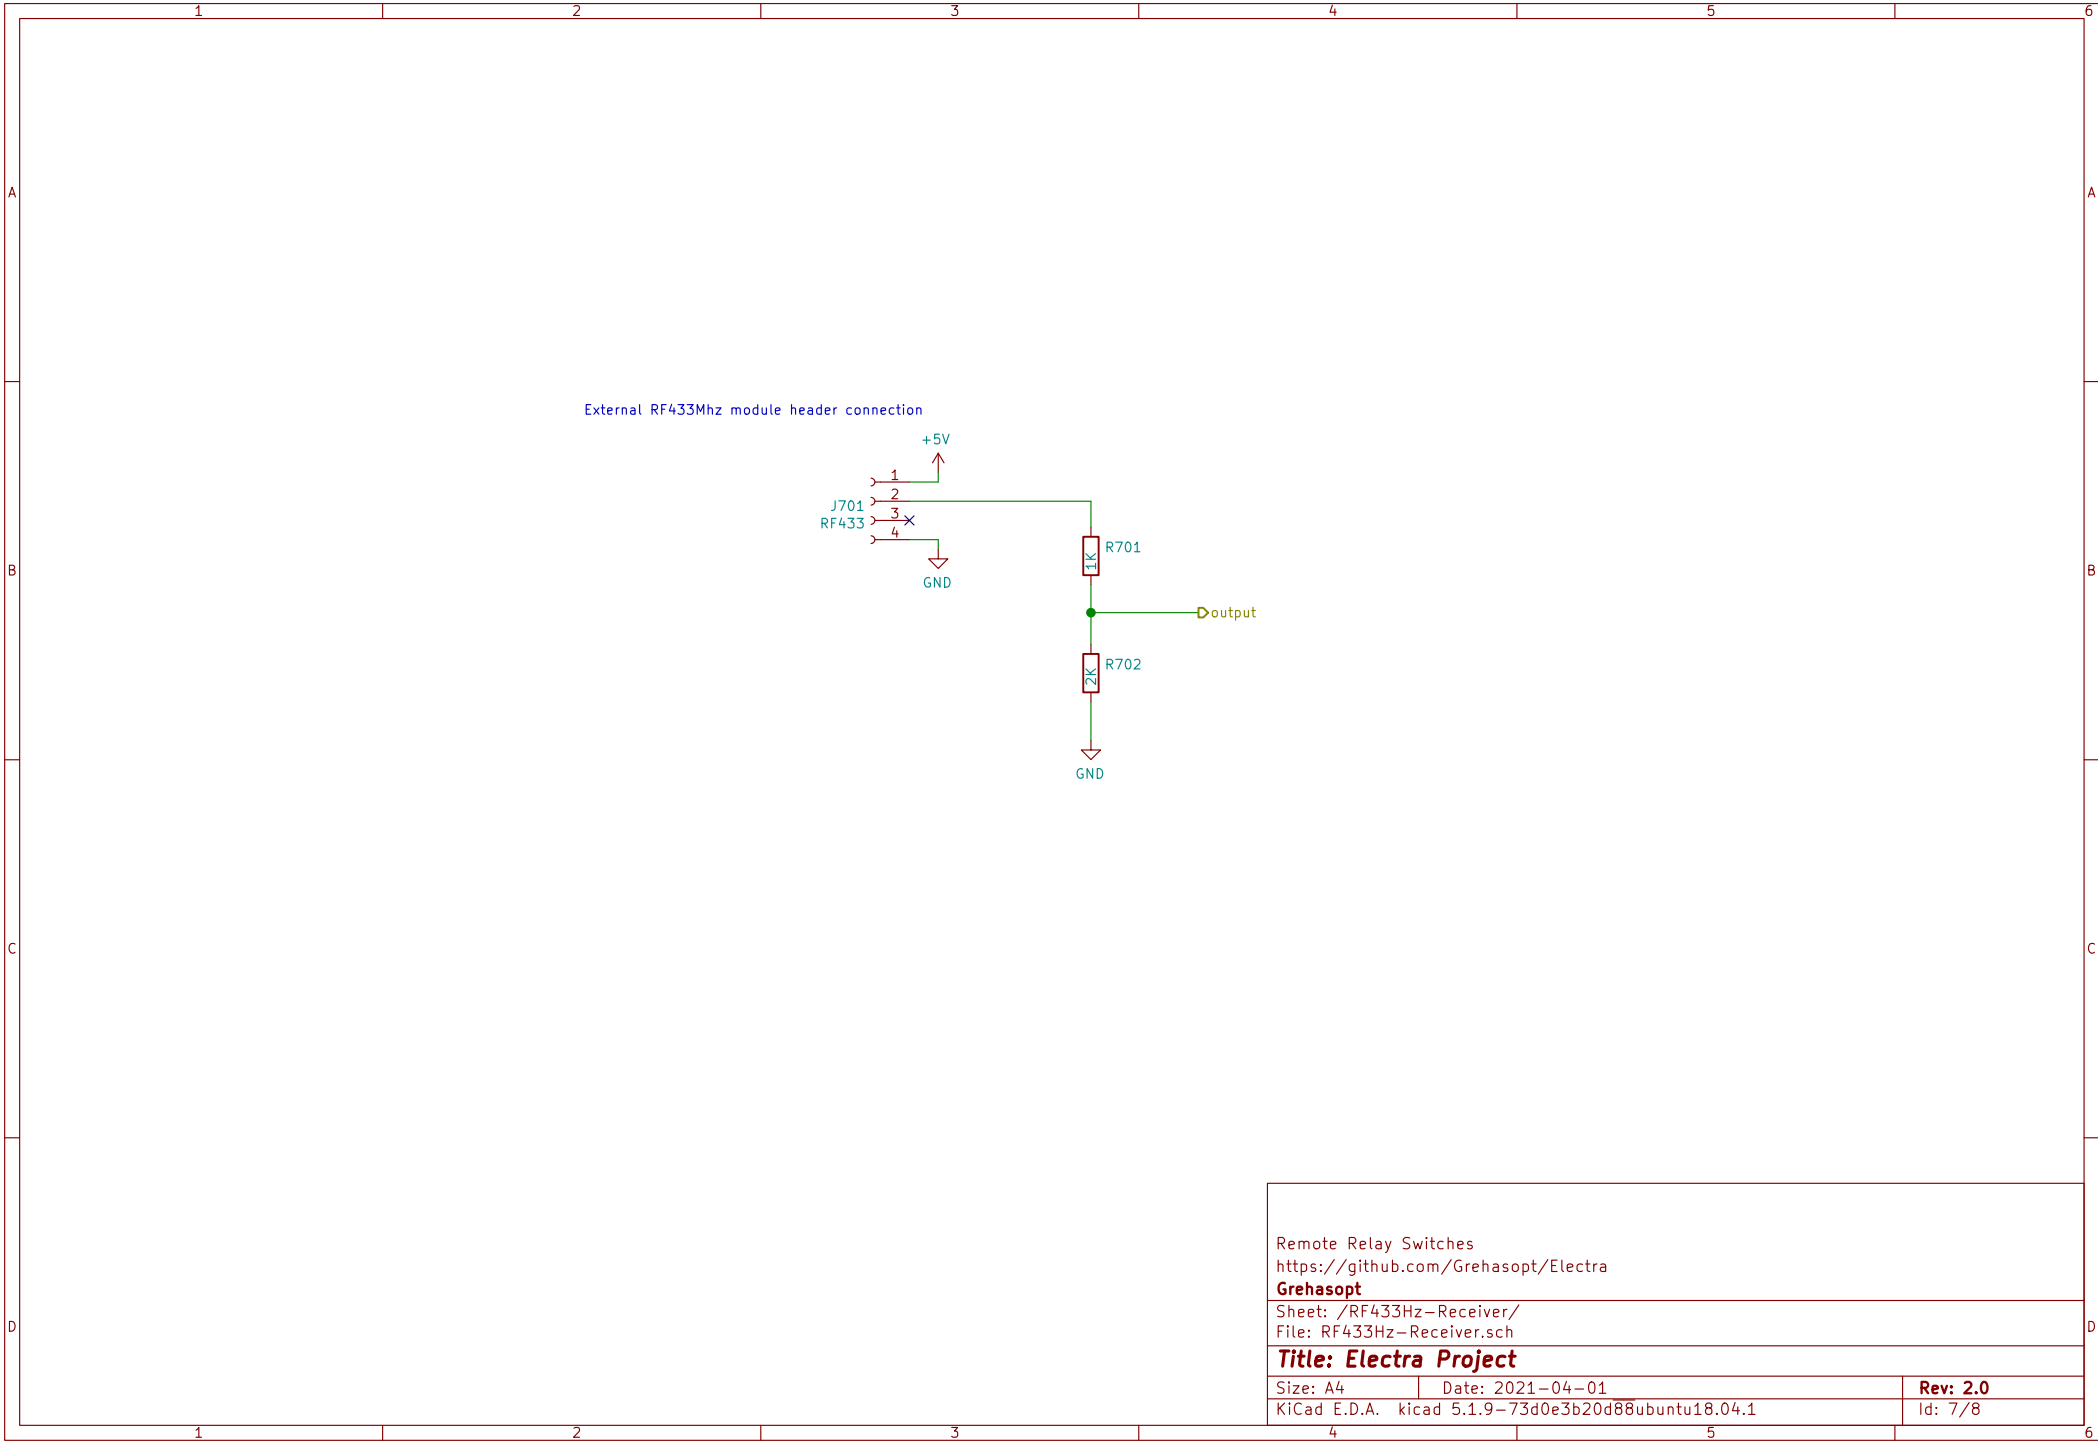 1 2 3 4 5 6
A A
External RF433Mhz module header connection
+5V
1
2
J701
3
RF433
4
GND
R701
1K
B B
output
R702
2K
GND
C C
Remote Relay Switches
https://github.com/Grehasopt/Electra
Grehasopt
Sheet: /RF433Hz-Receiver/
File: RF433Hz-Receiver.sch
D D
Title: Electra Project
Size: A4 Date: 2021-04-01 Rev: 2.0
KiCad E.D.A. kicad 5.1.9-73d0e3b20d88ubuntu18.04.1 Id: 7/8
1 2 3 4 5 6